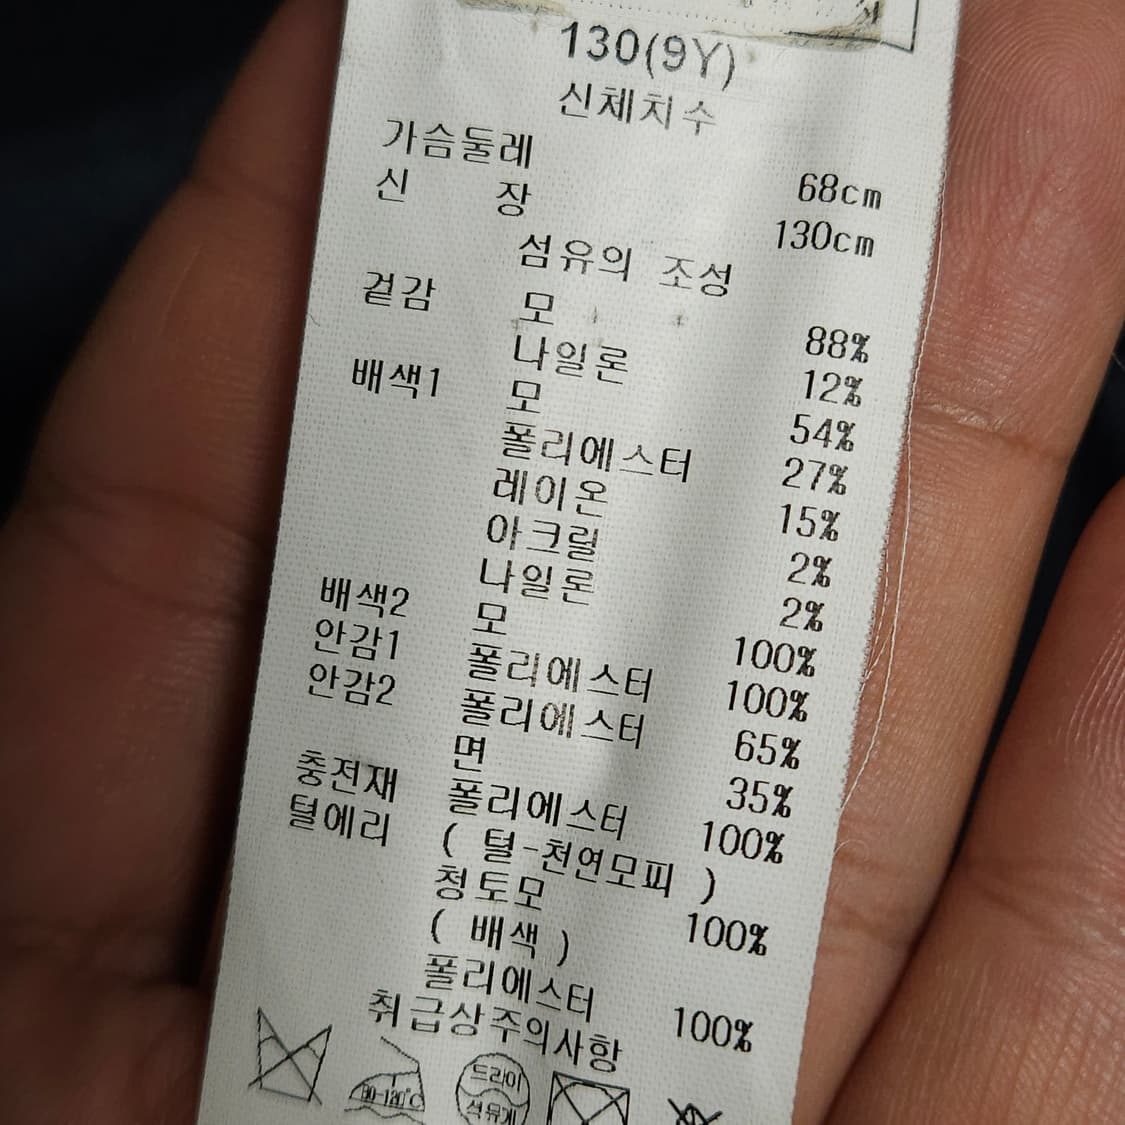 130(9Y)
신체치수
가슴둘레 68cm
신 장 130cm
섬유의 조성
겉감 모 88%
나일론 12%
배색1 모 54%
폴리에스터 27%
레이온 15%
아크릴 2%
나일론 2%
배색2 모 100%
안감1 폴리에스터 100%
안감2 폴리에스터 65%
면 35%
충전재 폴리에스터 100%
털에리 ( 털-천연모피 )
청토모 100%
( 배색 )
폴리에스터 100%
취급상주의사항
80-120℃ 드라이
석유계